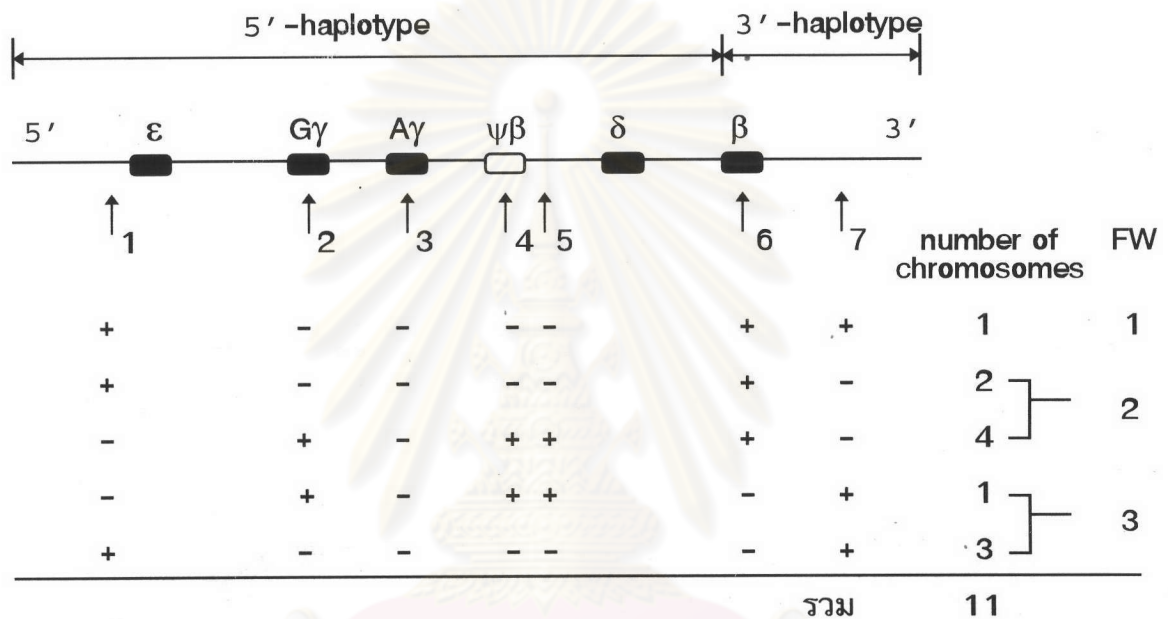 5′-haplotype 3′-haplotype
5′ ε Gγ Aγ ψβ δ β 3′
1 2 3 4 5 6 7 number of chromosomes FW
+ - - - - + + 1 1
+ - - - - + - 2
2
- + - + + + - 4
- + - + + - + 1
3
+ - - - - - + 3
รวม 11